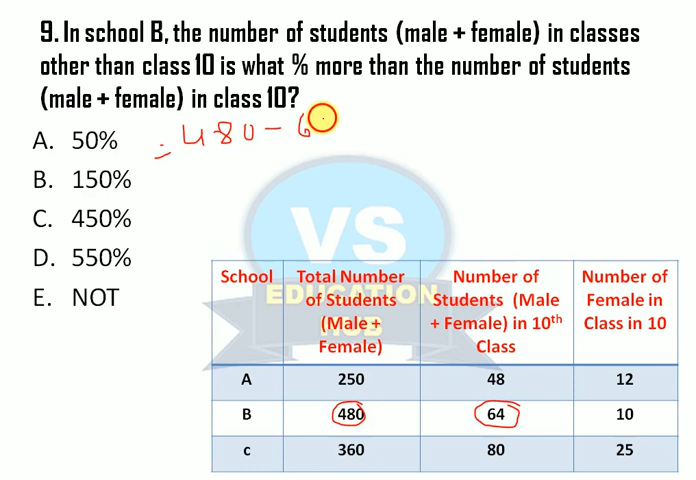 9. In school B, the number of students (male + female) in classes
other than class 10 is what % more than the number of students
(male + female) in class 10?
A. 50%
= 480 - 6
B. 150%
C. 450%
D. 550%
E. NOT
VS
EDUCATION
HUB
School Total Number of Students (Male + Female) Number of Students (Male + Female) in 10th Class Number of Female in Class in 10
A 250 48 12
B 480 64 10
c 360 80 25